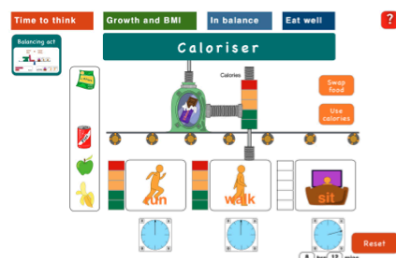 Time to think
Growth and BMI
In balance
Eat well
?
Balancing act
Caloriser
Calories
Swap
food
Use
calories
run
walk
sit
Reset